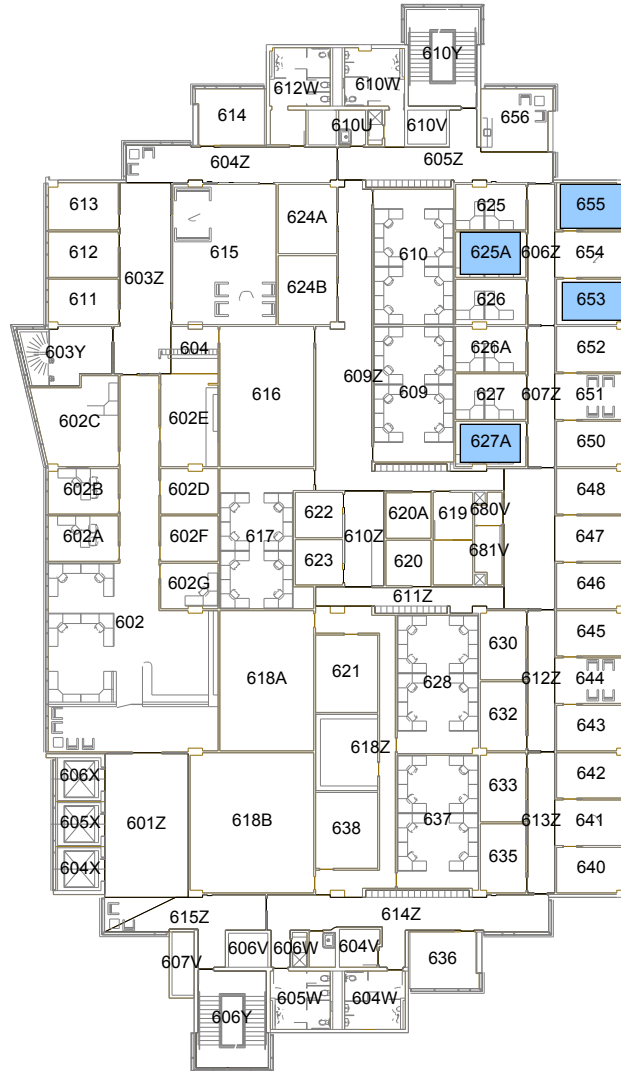 610Y
612W
610W
614
610U
610V
656
604Z
605Z
613
624A
625
655
612
603Z
615
610
625A
606Z
654
611
624B
626
653
603Y
604
626A
652
602C
602E
616
609Z
609
627
607Z
651
627A
650
602B
602D
648
602A
602F
617
622
610Z
620A
619
680V
647
623
620
681V
602G
611Z
646
602
618A
621
628
630
645
632
612Z
644
618Z
643
606X
633
642
605X
601Z
618B
638
637
613Z
641
604X
635
640
615Z
614Z
607V
606V
606W
604V
636
605W
604W
606Y